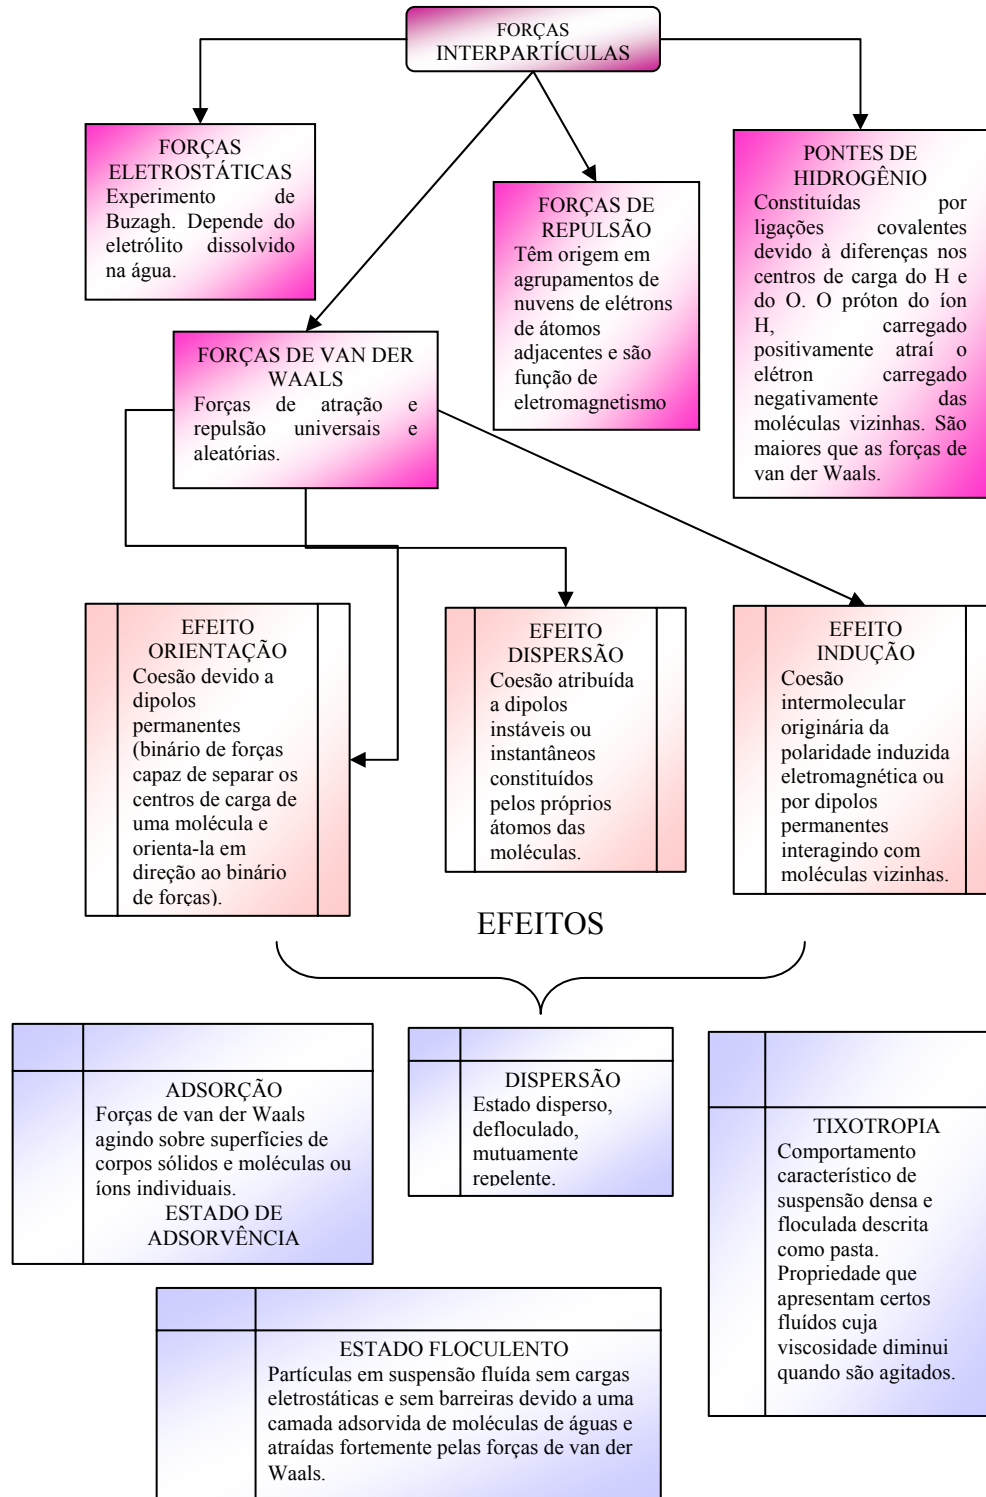 FORÇAS
INTERPARTÍCULAS
FORÇAS
ELETROSTÁTICAS
Experimento de
Buzagh. Depende do
eletrólito dissolvido
na água.
FORÇAS DE
REPULSÃO
Têm origem em
agrupamentos de
nuvens de elétrons
de átomos
adjacentes e são
função de
eletromagnetismo
PONTES DE
HIDROGÊNIO
Constituídas por
ligações covalentes
devido à diferenças nos
centros de carga do H e
do O. O próton do íon
H, carregado
positivamente atraí o
elétron carregado
negativamente das
moléculas vizinhas. São
maiores que as forças de
van der Waals.
FORÇAS DE VAN DER
WAALS
Forças de atração e
repulsão universais e
aleatórias.
EFEITO
ORIENTAÇÃO
Coesão devido a
dipolos
permanentes
(binário de forças
capaz de separar os
centros de carga de
uma molécula e
orienta-la em
direção ao binário
de forças).
EFEITO
DISPERSÃO
Coesão atribuída
a dipolos
instáveis ou
instantâneos
constituídos
pelos próprios
átomos das
moléculas.
EFEITO
INDUÇÃO
Coesão
intermolecular
originária da
polaridade induzida
eletromagnética ou
por dipolos
permanentes
interagindo com
moléculas vizinhas.
EFEITOS
ADSORÇÃO
Forças de van der Waals
agindo sobre superfícies de
corpos sólidos e moléculas ou
íons individuais.
ESTADO DE
ADSORVÊNCIA
DISPERSÃO
Estado disperso,
defloculado,
mutuamente
repelente.
TIXOTROPIA
Comportamento
característico de
suspensão densa e
floculada descrita
como pasta.
Propriedade que
apresentam certos
fluídos cuja
viscosidade diminui
quando são agitados.
ESTADO FLOCULENTO
Partículas em suspensão fluída sem cargas
eletrostáticas e sem barreiras devido a uma
camada adsorvida de moléculas de águas e
atraídas fortemente pelas forças de van der
Waals.